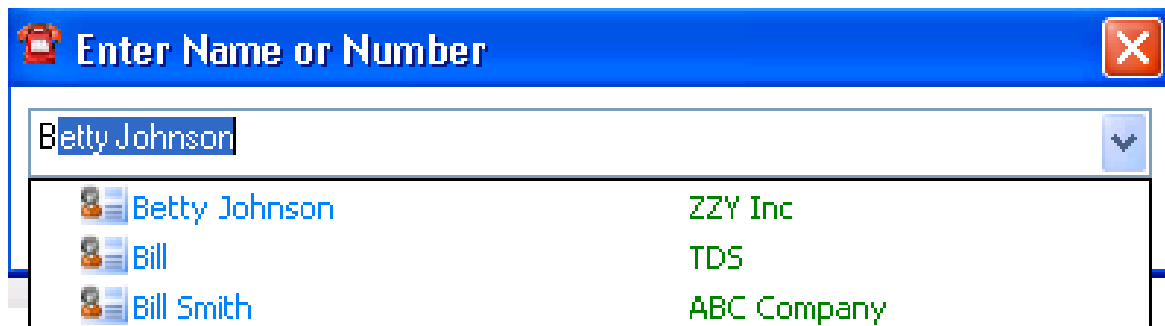 Enter Name or Number
Betty Johnson
Betty Johnson ZZY Inc
Bill TDS
Bill Smith ABC Company